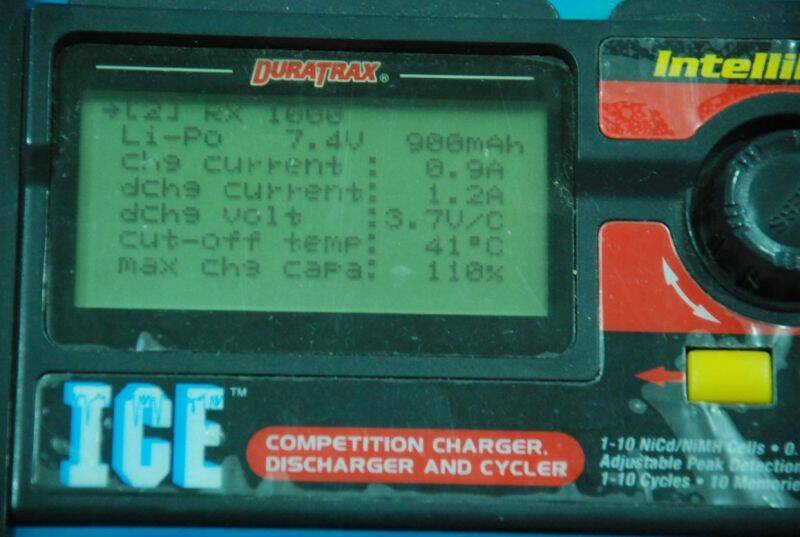 DURATRAX®
→[2] RX 1000
Li-Po 7.4V 900mAh
Chg current : 0.9A
dChg current: 1.2A
dChg volt :3.7V/C
cut-off temp: 41°C
max chg capa: 110%
Intelli
ICE™
COMPETITION CHARGER,
DISCHARGER AND CYCLER
1-10 NiCd/NiMH Cells • 0.
Adjustable Peak Detection
1-10 Cycles • 10 Memories